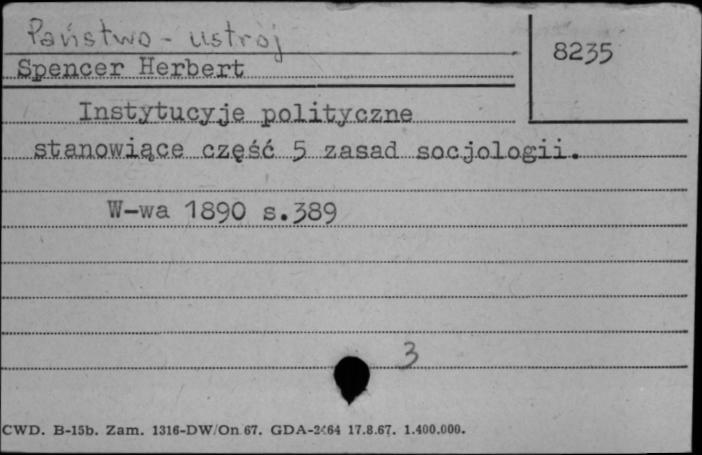 Państwo - ustrój
8235
Spencer Herbert
Instytucyje polityczne
stanowiące część 5 zasad socjologii.
W-wa 1890 s.389
3
CWD. B-15b. Zam. 1316-DW/On 67. GDA-2464 17.8.67. 1.400.000.